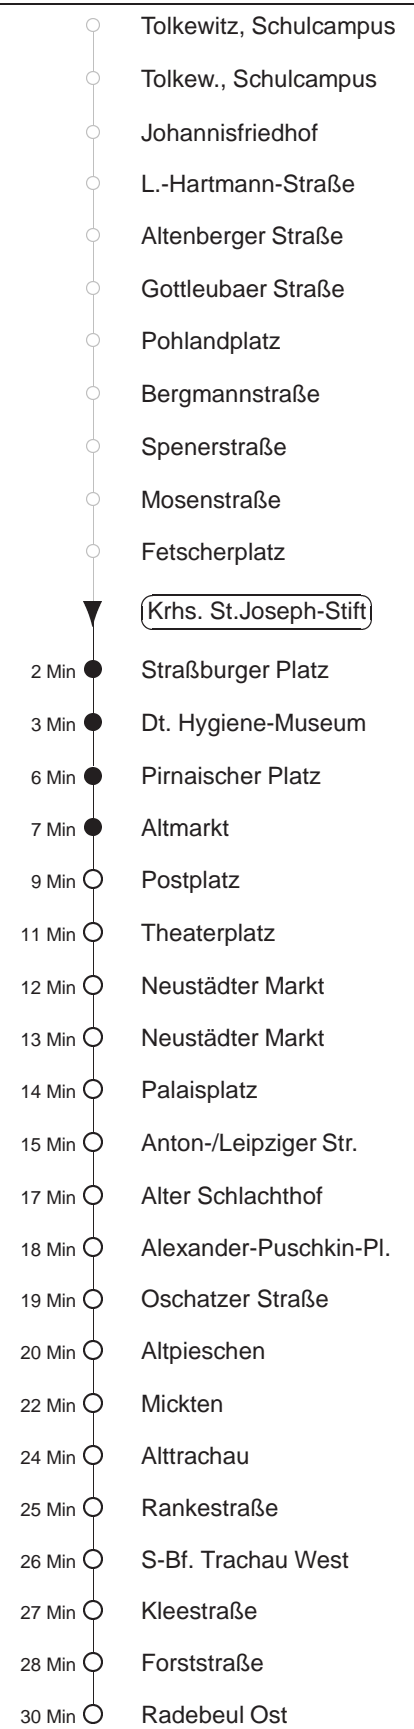 Tolkewitz, Schulcampus
Tolkew., Schulcampus
Johannisfriedhof
L.-Hartmann-Straße
Altenberger Straße
Gottleubaer Straße
Pohlandplatz
Bergmannstraße
Spenerstraße
Mosenstraße
Fetscherplatz
Krhs. St.Joseph-Stift
2 Min Straßburger Platz
3 Min Dt. Hygiene-Museum
6 Min Pirnaischer Platz
7 Min Altmarkt
9 Min Postplatz
11 Min Theaterplatz
12 Min Neustädter Markt
13 Min Neustädter Markt
14 Min Palaisplatz
15 Min Anton-/Leipziger Str.
17 Min Alter Schlachthof
18 Min Alexander-Puschkin-Pl.
19 Min Oschatzer Straße
20 Min Altpieschen
22 Min Mickten
24 Min Alttrachau
25 Min Rankestraße
26 Min S-Bf. Trachau West
27 Min Kleestraße
28 Min Forststraße
30 Min Radebeul Ost